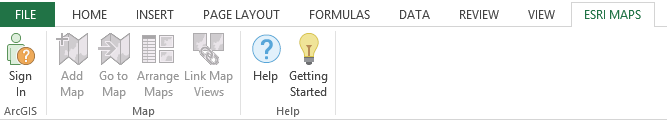 FILE HOME INSERT PAGE LAYOUT FORMULAS DATA REVIEW VIEW ESRI MAPS
Sign Add Go to Arrange Link Map Help Getting
In Map Map Maps Views Started
ArcGIS Map Help